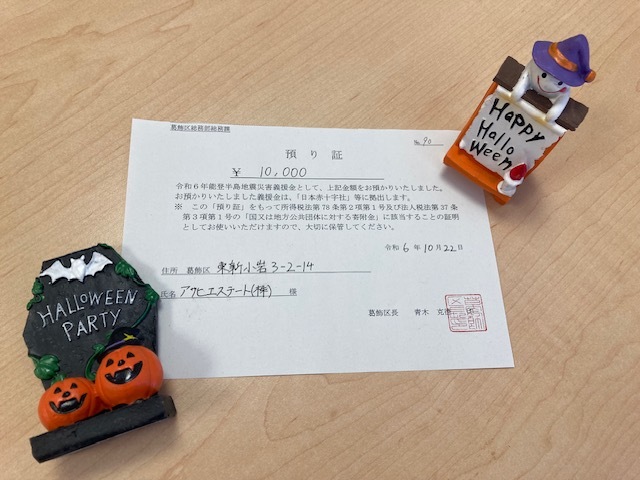 葛飾区総務部総務課
No. 90
預り証
¥ 10,000
令和6年能登半島地震災害義援金として、上記金額をお預かりいたしました。
お預かりいたしました義援金は、「日本赤十字社」等に拠出します。
※ この「預り証」をもって所得税法第78条第2項第1号及び法人税法第37条
第3項第1号の「国又は地方公共団体に対する寄附金」に該当することの証明
としてお使いいただけますので、大切に保管してください。
令和 6 年 10月 22日
住所 葛飾区 東新小岩3-2-14
氏名 アサヒエステート(株) 様
葛飾区長 青木 克德
Happy
Hallo
Ween
HALLOWEEN
PARTY